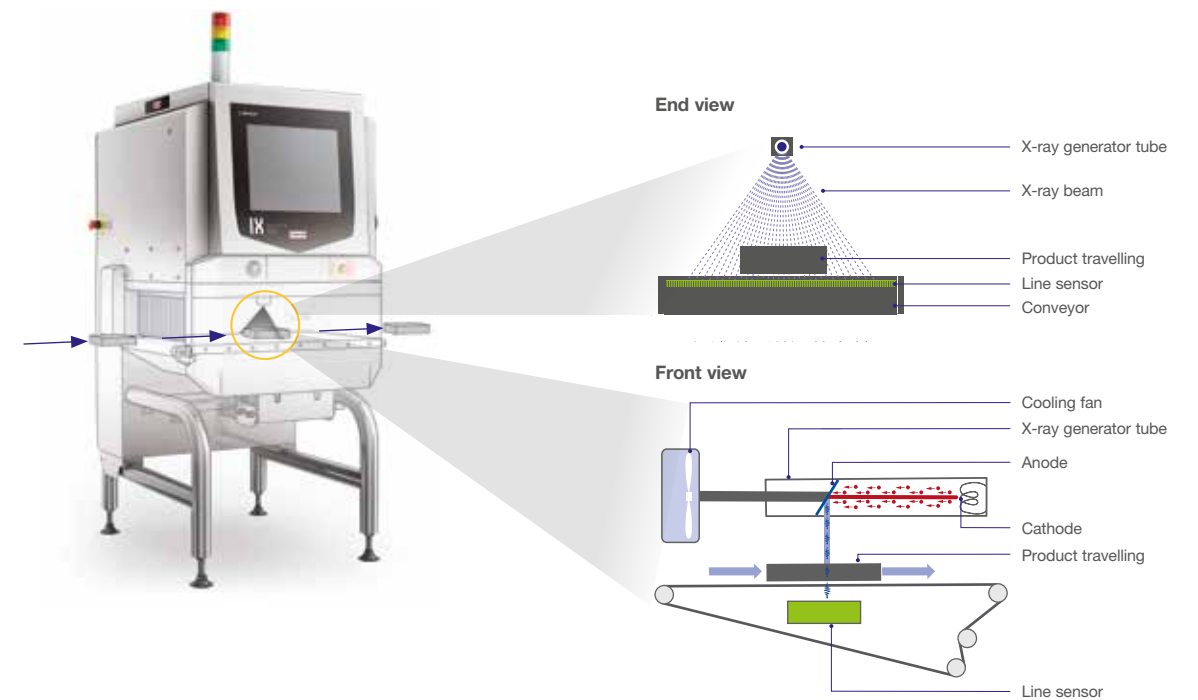 IX
End view
X-ray generator tube
X-ray beam
Product travelling
Line sensor
Conveyor
Front view
Cooling fan
X-ray generator tube
Anode
Cathode
Product travelling
Line sensor